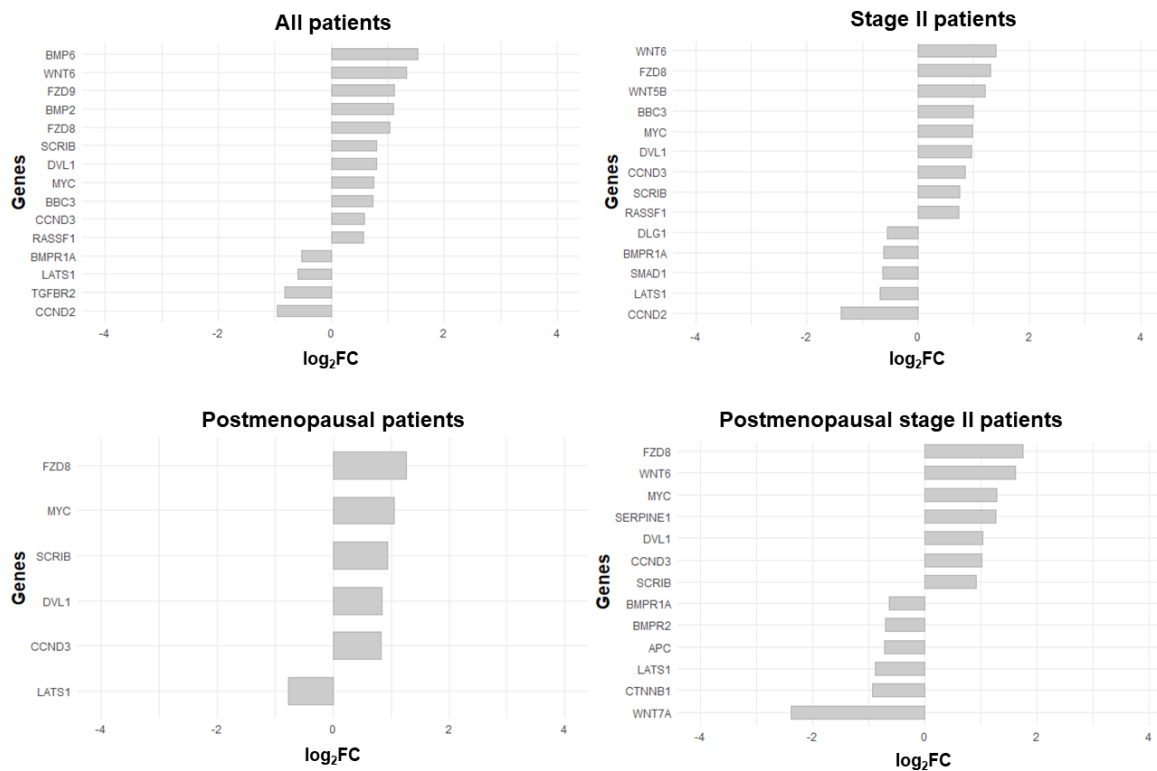 All patients
Genes
BMP6
WNT6
FZD9
BMP2
FZD8
SCRIB
DVL1
MYC
BBC3
CCND3
RASSF1
BMPR1A
LATS1
TGFBR2
CCND2
-4 -2 0 2 4
log₂FC
Stage II patients
Genes
WNT6
FZD8
WNT5B
BBC3
MYC
DVL1
CCND3
SCRIB
RASSF1
DLG1
BMPR1A
SMAD1
LATS1
CCND2
-4 -2 0 2 4
log₂FC
Postmenopausal patients
Genes
FZD8
MYC
SCRIB
DVL1
CCND3
LATS1
-4 -2 0 2 4
log₂FC
Postmenopausal stage II patients
Genes
FZD8
WNT6
MYC
SERPINE1
DVL1
CCND3
SCRIB
BMPR1A
BMPR2
APC
LATS1
CTNNB1
WNT7A
-4 -2 0 2 4
log₂FC